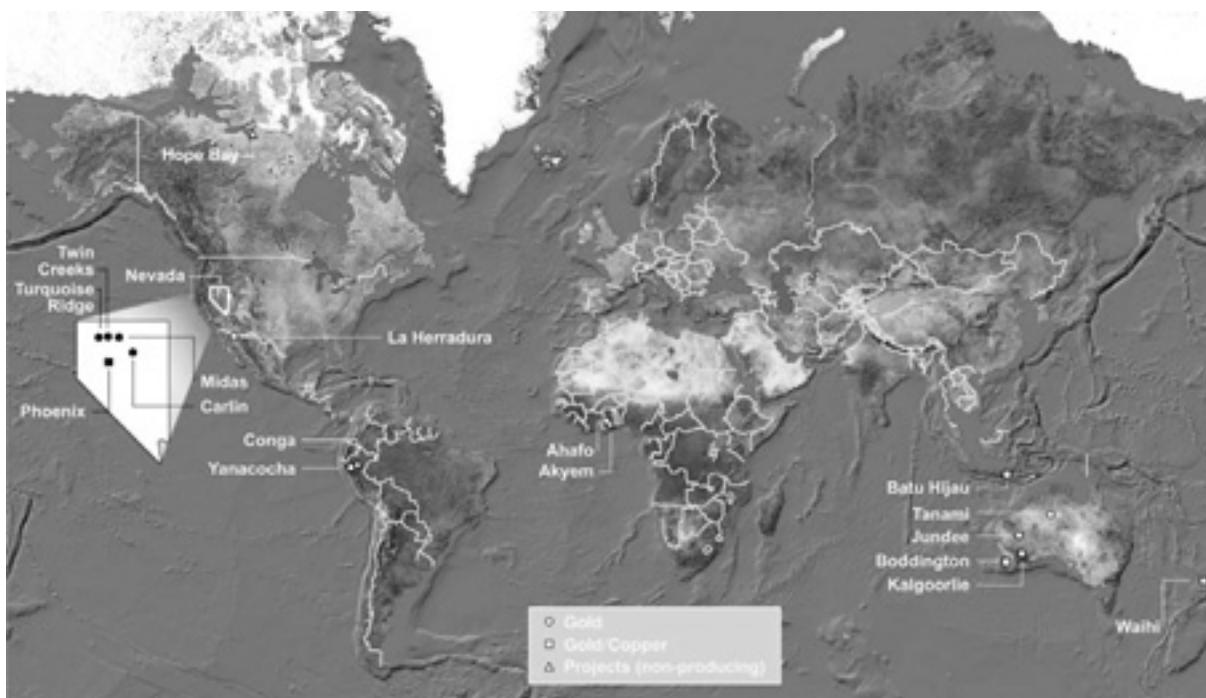 Hope Bay
Twin
Creeks
Turquoise
Ridge
Nevada
La Herradura
Midas
Carlin
Phoenix
Conga
Yanacocha
Ahafo
Akyem
Batu Hijau
Tanami
Jundee
Boddington
Kalgoorlie
Waihi
Gold
Gold/Copper
Projects (non-producing)